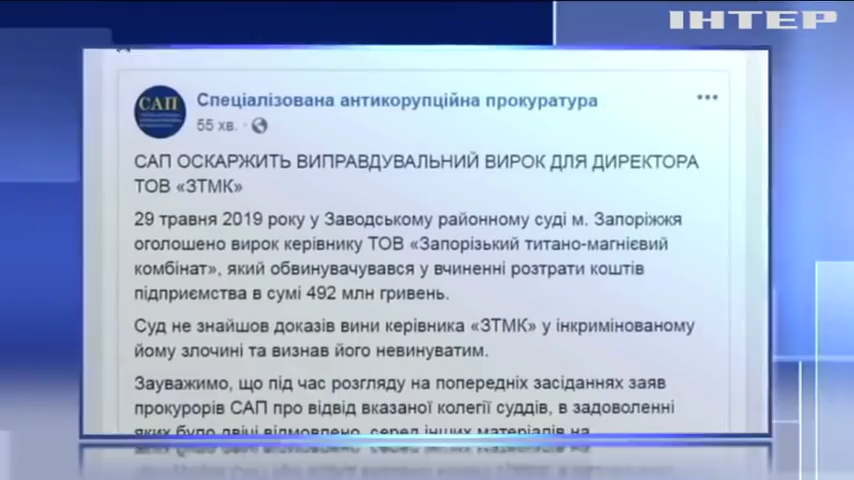 ІНТЕР
САП
Спеціалізована антикорупційна прокуратура
55 хв.
САП ОСКАРЖИТЬ ВИПРАВДУВАЛЬНИЙ ВИРОК ДЛЯ ДИРЕКТОРА
ТОВ «ЗТМК»
29 травня 2019 року у Заводському районному суді м. Запоріжжя
оголошено вирок керівнику ТОВ «Запорізький титано-магнієвий
комбінат», який обвинувачувався у вчиненні розтрати коштів
підприємства в сумі 492 млн гривень.
Суд не знайшов доказів вини керівника «ЗТМК» у інкримінованому
йому злочині та визнав його невинуватим.
Зауважимо, що під час розгляду на попередніх засіданнях заяв
прокурорів САП про відвід вказаної колегії суддів, в задоволенні
яких було двічі відмовлено, серед інших матеріалів на